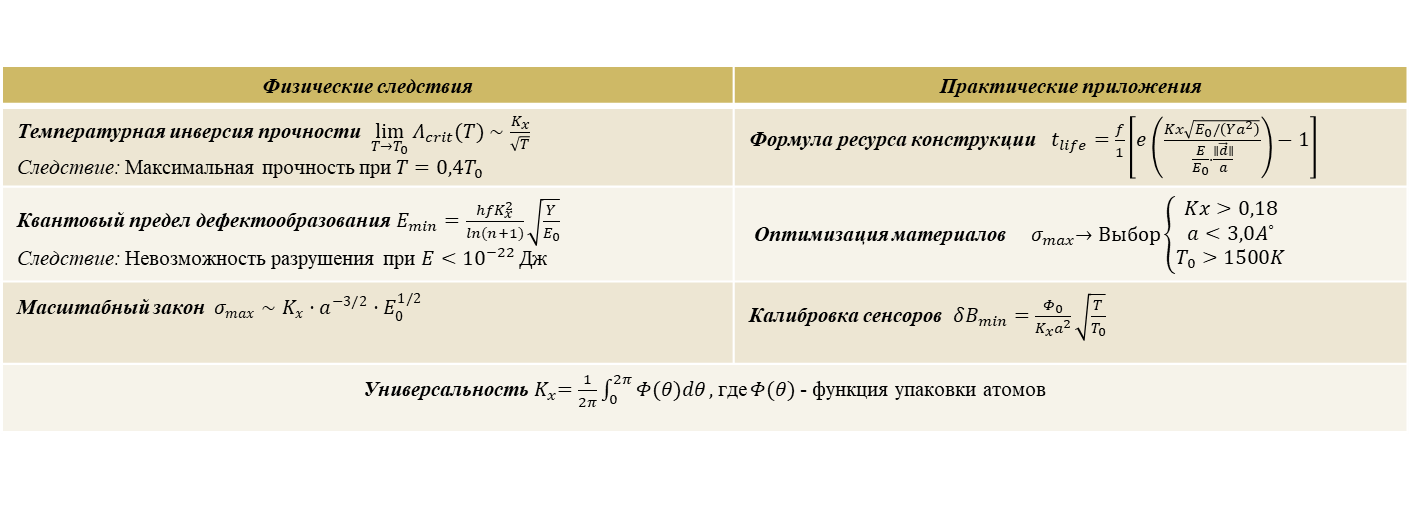 Физические следствия
Практические приложения
Температурная инверсия прочности lim T→T₀ Λcrit(T) ~ Kₓ/√T
Следствие: Максимальная прочность при T = 0,4T₀
Формула ресурса конструкции t_life = f/1 [e((Kx√(E₀/(Ya²)))/(E/E₀·‖d⃗‖/a)) − 1]
Квантовый предел дефектообразования E_min = hfKₓ²/ln(n+1) √(Y/E₀)
Следствие: Невозможность разрушения при E < 10⁻²² Дж
Оптимизация материалов σ_max → Выбор {
Kx > 0,18
a < 3,0A°
T₀ > 1500K
Масштабный закон σ_max ~ Kₓ · a^(−3/2) · E₀^(1/2)
Калибровка сенсоров δB_min = Φ₀/(Kₓa²) √(T/T₀)
Универсальность Kₓ = 1/2π ∫₀^2π Φ(θ)dθ , где Φ(θ) - функция упаковки атомов